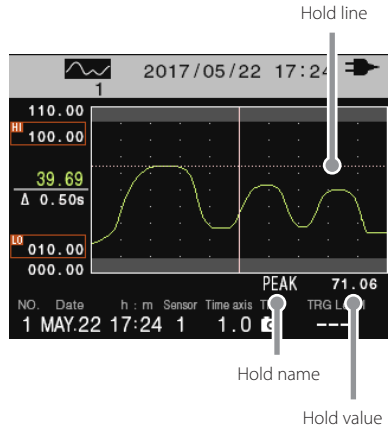 Hold line
2017/05/22 17:24
1
110.00
HI 100.00
39.69
Δ 0.50s
LO 010.00
000.00
PEAK 71.06
NO. Date h : m Sensor Time axis TRG
1 MAY.22 17:24 1 1.0 ---
Hold name
Hold value